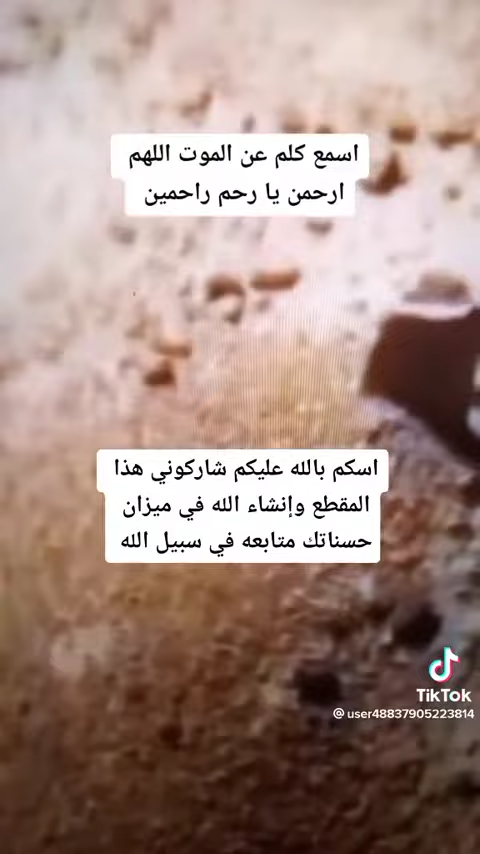 اسمع كلم عن الموت اللهم
ارحمن يا رحم راحمين
اسكم بالله عليكم شاركوني هذا
المقطع وإنشاء الله في ميزان
حسناتك متابعه في سبيل الله
TikTok
@user48837905223814